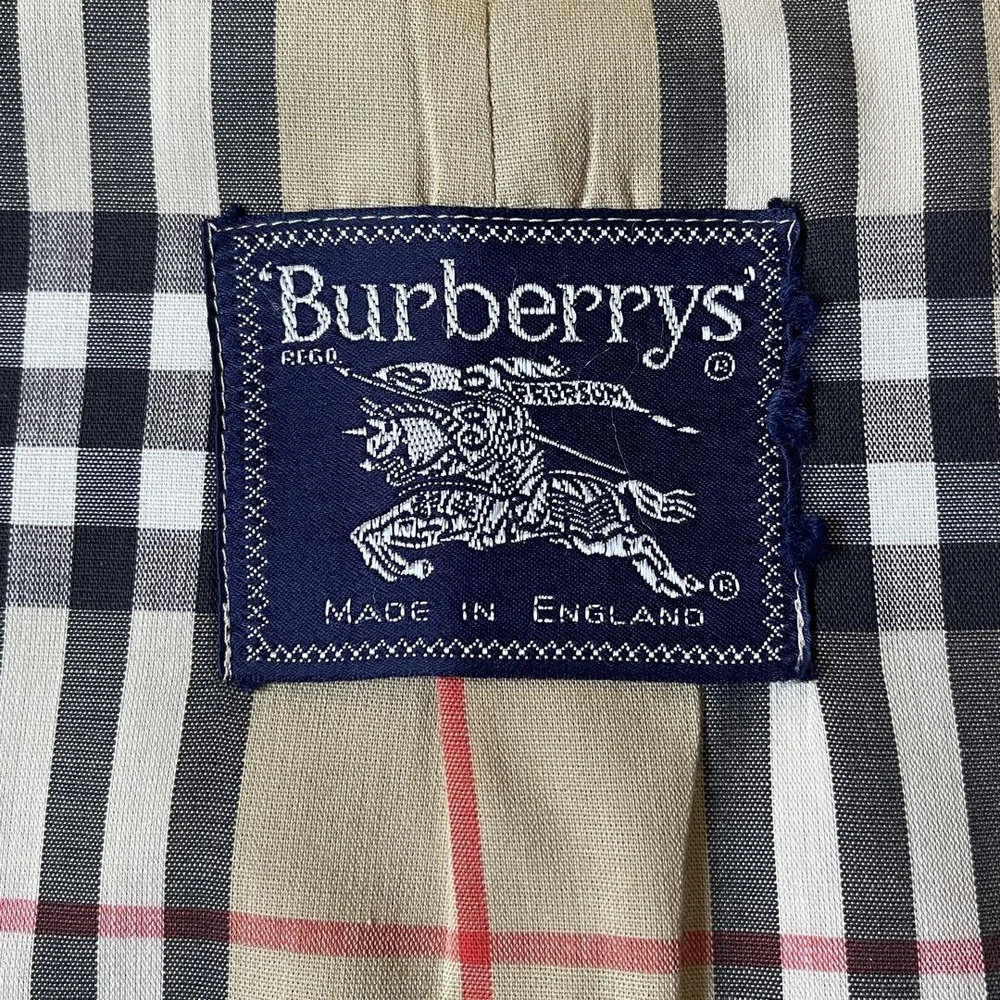 'Burberrys'
REGD. ®
PRORSUM
®
MADE IN ENGLAND